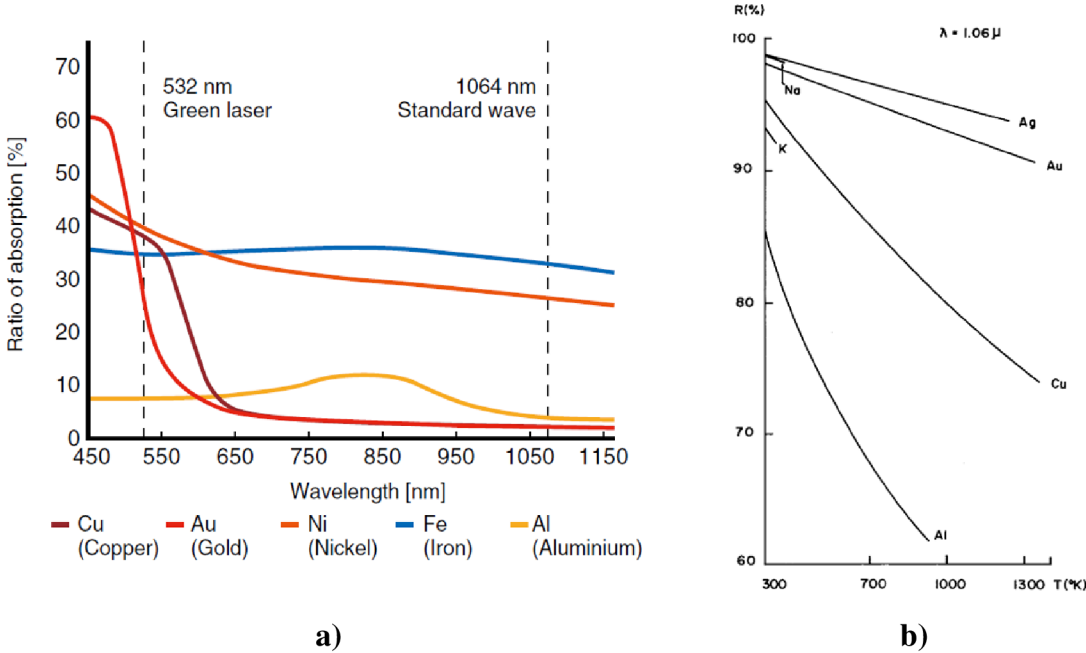 70
60
50
40
30
20
10
0
Ratio of absorption [%]
532 nm
Green laser
1064 nm
Standard wave
450 550 650 750 850 950 1050 1150
Wavelength [nm]
Cu
(Copper)
Au
(Gold)
Ni
(Nickel)
Fe
(Iron)
Al
(Aluminium)
a)
R(%)
λ = 1.06 μ
100
90
80
70
60
Na
K
Ag
Au
Cu
Al
300 700 1000 1300 T(°K)
b)